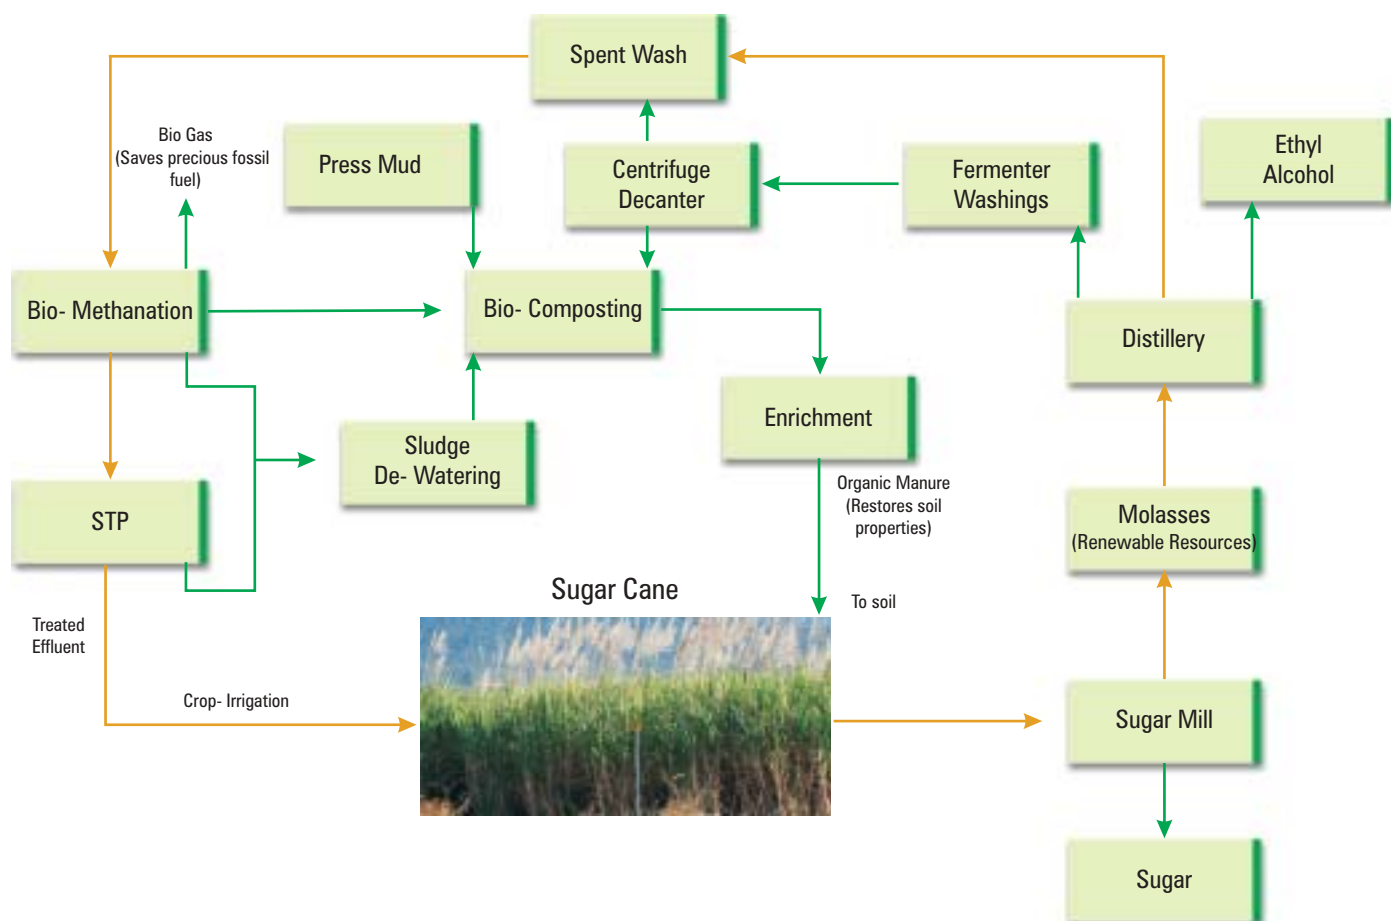 Spent Wash
Bio Gas
(Saves precious fossil
fuel)
Press Mud
Centrifuge
Decanter
Fermenter
Washings
Ethyl
Alcohol
Bio- Methanation
Bio- Composting
Distillery
Enrichment
Sludge
De- Watering
STP
Organic Manure
(Restores soil
properties)
Molasses
(Renewable Resources)
Sugar Cane
To soil
Treated
Effluent
Crop- Irrigation
Sugar Mill
Sugar